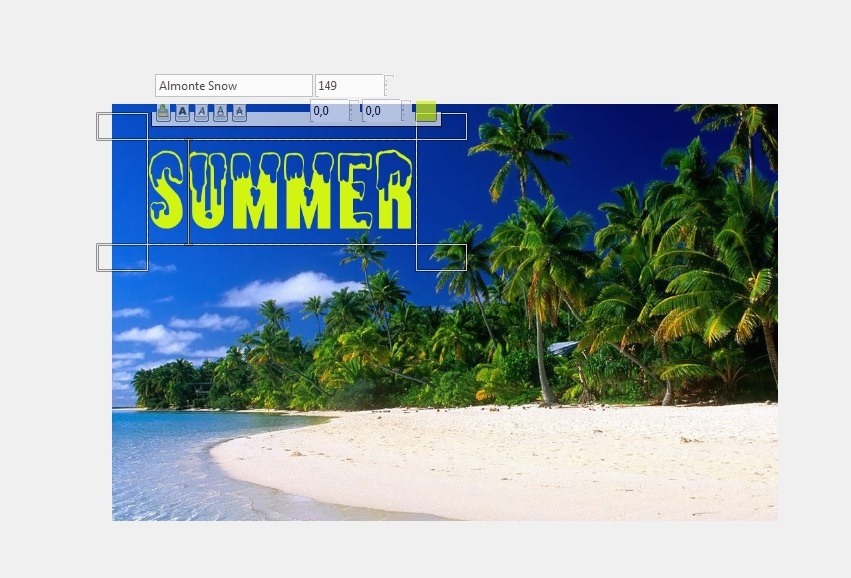 Almonte Snow 149
A A A A 0,0 0,0
SUMMER